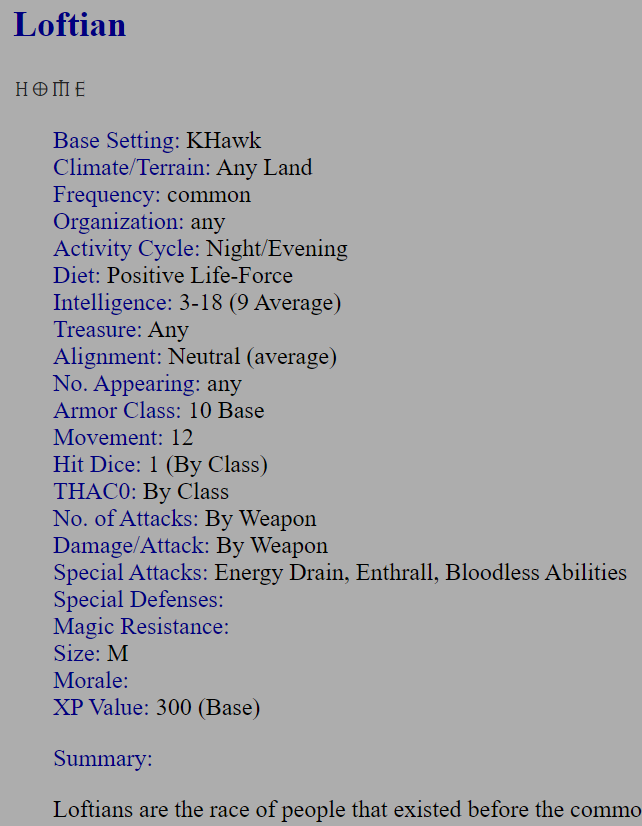 Loftian
HOME
Base Setting: KHawk
Climate/Terrain: Any Land
Frequency: common
Organization: any
Activity Cycle: Night/Evening
Diet: Positive Life-Force
Intelligence: 3-18 (9 Average)
Treasure: Any
Alignment: Neutral (average)
No. Appearing: any
Armor Class: 10 Base
Movement: 12
Hit Dice: 1 (By Class)
THAC0: By Class
No. of Attacks: By Weapon
Damage/Attack: By Weapon
Special Attacks: Energy Drain, Enthrall, Bloodless Abilities
Special Defenses:
Magic Resistance:
Size: M
Morale:
XP Value: 300 (Base)
Summary:
Loftians are the race of people that existed before the commo